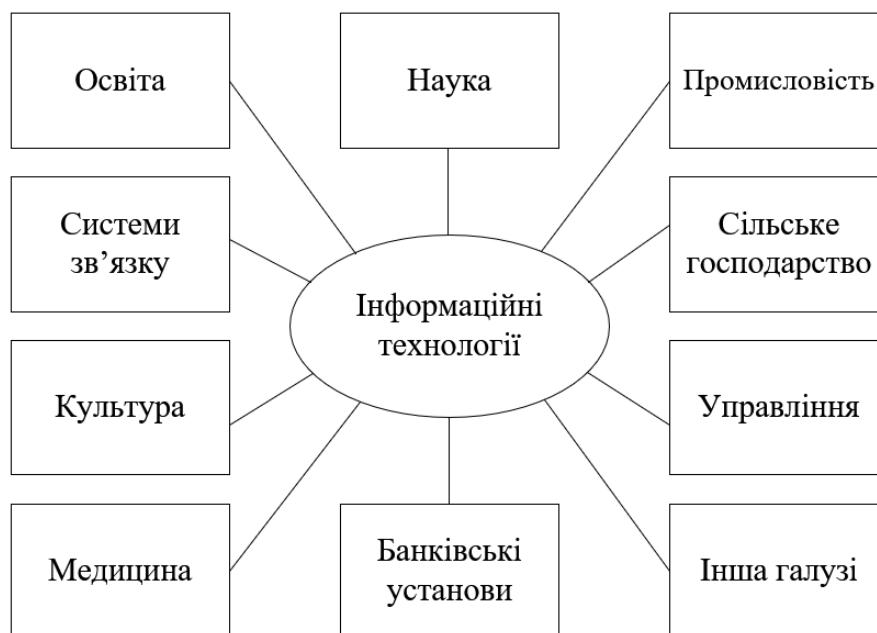 Освіта
Наука
Промисловість
Системи
зв’язку
Сільське
господарство
Інформаційні
технології
Культура
Управління
Медицина
Банківські
установи
Інша галузі